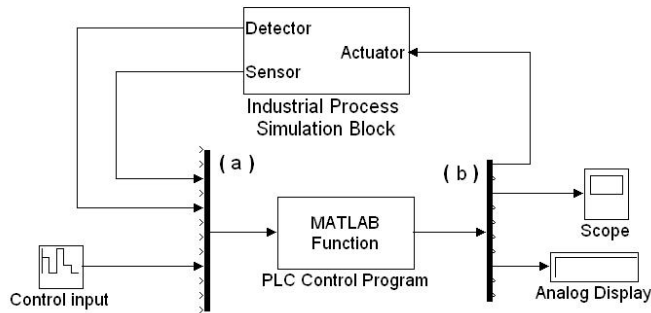 Detector
Actuator
Sensor
Industrial Process
Simulation Block
( a )
( b )
MATLAB
Function
PLC Control Program
Control input
Scope
Analog Display